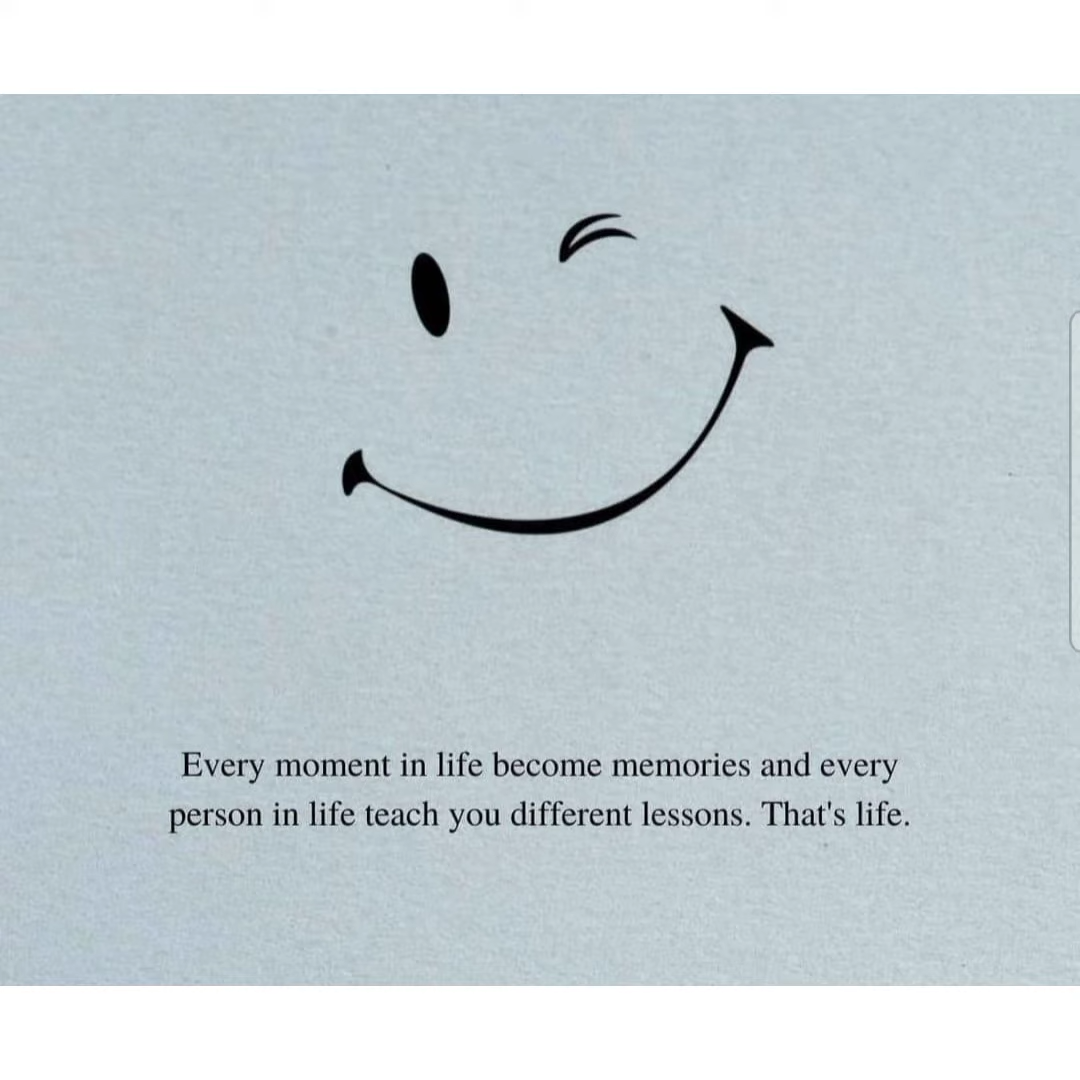 Every moment in life become memories and every
person in life teach you different lessons. That's life.